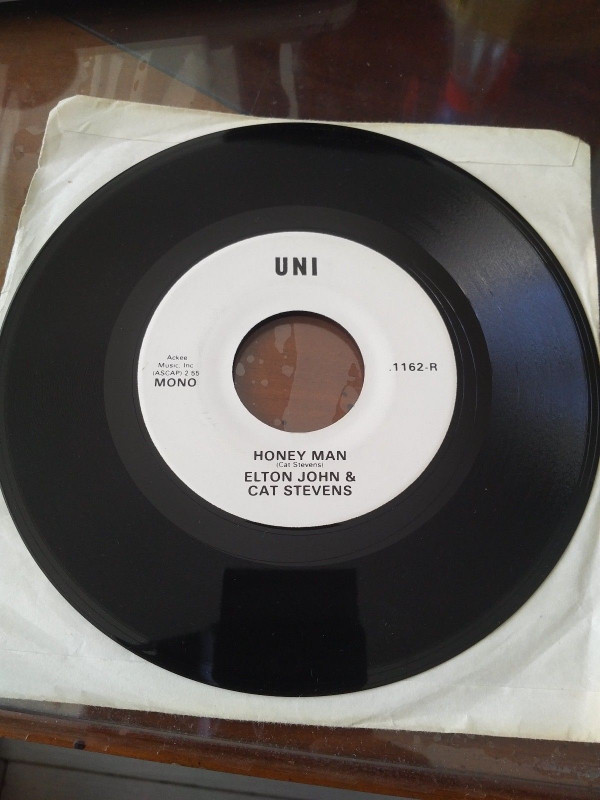 UNI
Ackee
Music, Inc
(ASCAP) 2 55
MONO
.1162-R
HONEY MAN
(Cat Stevens)
ELTON JOHN &
CAT STEVENS